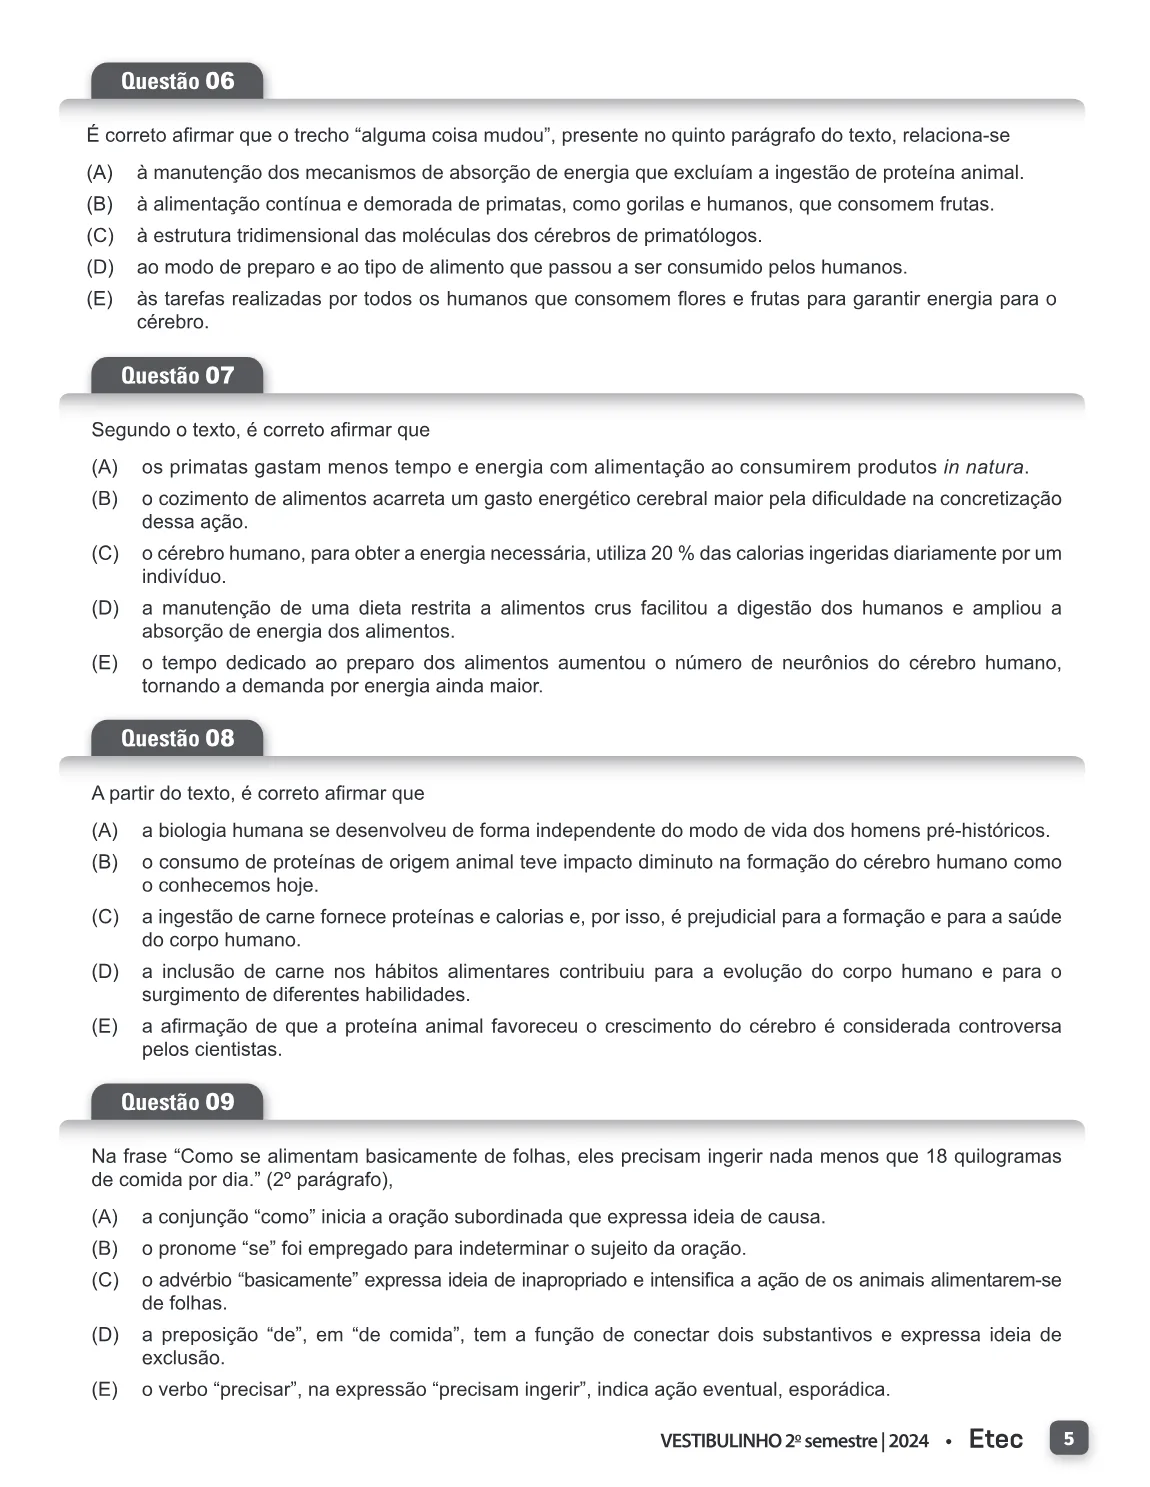 Questão 06
É correto afirmar que o trecho “alguma coisa mudou”, presente no quinto parágrafo do texto, relaciona-se
(A) à manutenção dos mecanismos de absorção de energia que excluíam a ingestão de proteína animal.
(B) à alimentação contínua e demorada de primatas, como gorilas e humanos, que consomem frutas.
(C) à estrutura tridimensional das moléculas dos cérebros de primatólogos.
(D) ao modo de preparo e ao tipo de alimento que passou a ser consumido pelos humanos.
(E) às tarefas realizadas por todos os humanos que consomem flores e frutas para garantir energia para o
cérebro.
Questão 07
Segundo o texto, é correto afirmar que
(A) os primatas gastam menos tempo e energia com alimentação ao consumirem produtos in natura.
(B) o cozimento de alimentos acarreta um gasto energético cerebral maior pela dificuldade na concretização
dessa ação.
(C) o cérebro humano, para obter a energia necessária, utiliza 20 % das calorias ingeridas diariamente por um
indivíduo.
(D) a manutenção de uma dieta restrita a alimentos crus facilitou a digestão dos humanos e ampliou a
absorção de energia dos alimentos.
(E) o tempo dedicado ao preparo dos alimentos aumentou o número de neurônios do cérebro humano,
tornando a demanda por energia ainda maior.
Questão 08
A partir do texto, é correto afirmar que
(A) a biologia humana se desenvolveu de forma independente do modo de vida dos homens pré-históricos.
(B) o consumo de proteínas de origem animal teve impacto diminuto na formação do cérebro humano como
o conhecemos hoje.
(C) a ingestão de carne fornece proteínas e calorias e, por isso, é prejudicial para a formação e para a saúde
do corpo humano.
(D) a inclusão de carne nos hábitos alimentares contribuiu para a evolução do corpo humano e para o
surgimento de diferentes habilidades.
(E) a afirmação de que a proteína animal favoreceu o crescimento do cérebro é considerada controversa
pelos cientistas.
Questão 09
Na frase “Como se alimentam basicamente de folhas, eles precisam ingerir nada menos que 18 quilogramas
de comida por dia.” (2º parágrafo),
(A) a conjunção “como” inicia a oração subordinada que expressa ideia de causa.
(B) o pronome “se” foi empregado para indeterminar o sujeito da oração.
(C) o advérbio “basicamente” expressa ideia de inapropriado e intensifica a ação de os animais alimentarem-se
de folhas.
(D) a preposição “de”, em “de comida”, tem a função de conectar dois substantivos e expressa ideia de
exclusão.
(E) o verbo “precisar”, na expressão “precisam ingerir”, indica ação eventual, esporádica.
VESTIBULINHO 2º semestre | 2024 • Etec 5